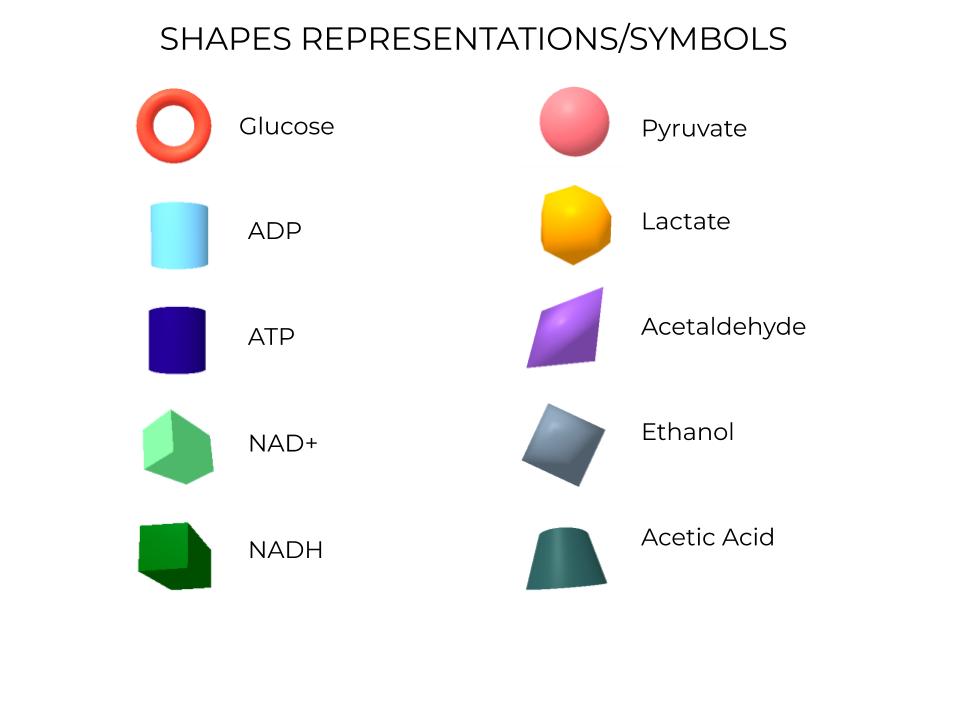 SHAPES REPRESENTATIONS/SYMBOLS
Glucose
ADP
ATP
NAD+
NADH
Pyruvate
Lactate
Acetaldehyde
Ethanol
Acetic Acid